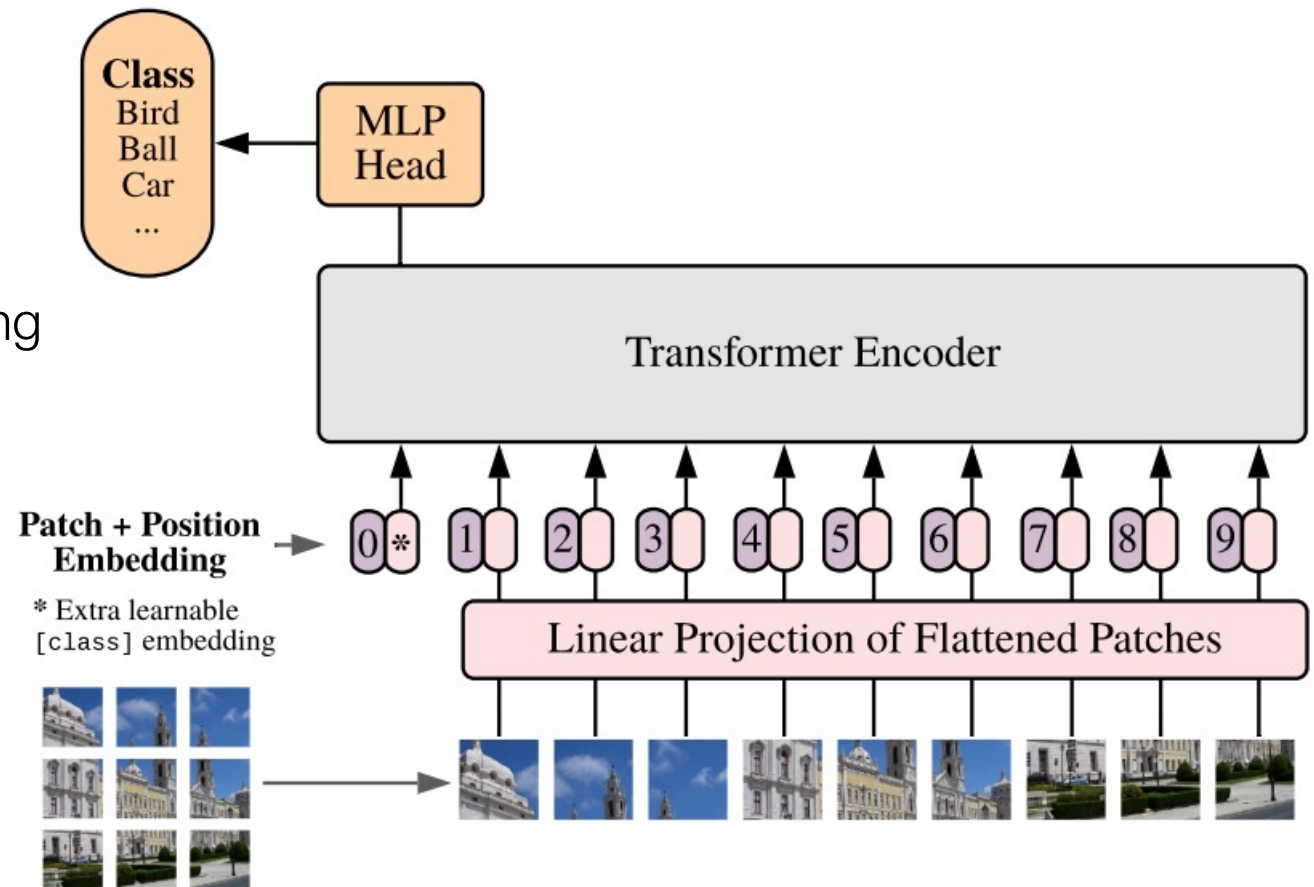 Class
Bird
Ball
Car
...
MLP
Head
ng
Transformer Encoder
Patch + Position
Embedding
0 * 1 2 3 4 5 6 7 8 9
* Extra learnable
[class] embedding
Linear Projection of Flattened Patches